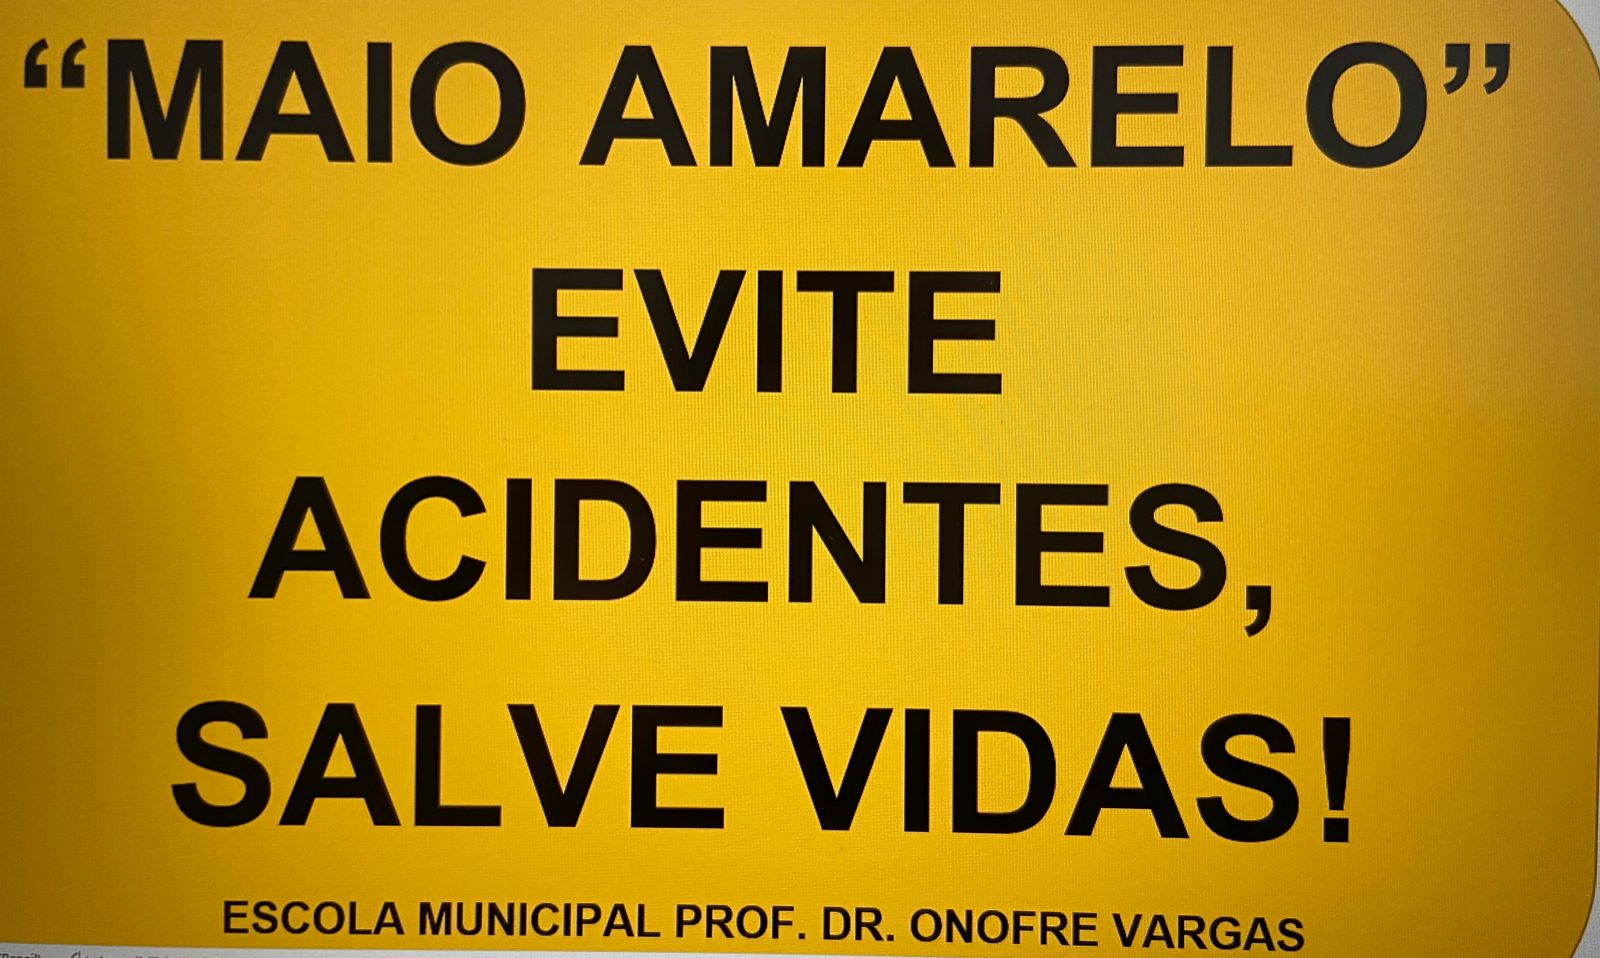 “MAIO AMARELO”
EVITE
ACIDENTES,
SALVE VIDAS!
ESCOLA MUNICIPAL PROF. DR. ONOFRE VARGAS